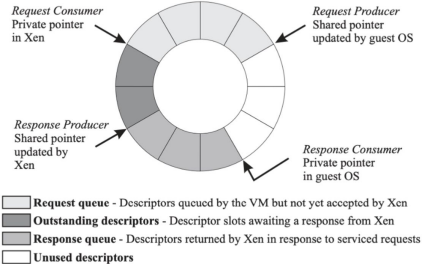 Request Consumer
Private pointer
in Xen
Request Producer
Shared pointer
updated by guest OS
Response Producer
Shared pointer
updated by
Xen
Response Consumer
Private pointer
in guest OS
Request queue - Descriptors queued by the VM but not yet accepted by Xen
Outstanding descriptors - Descriptor slots awaiting a response from Xen
Response queue - Descriptors returned by Xen in response to serviced requests
Unused descriptors